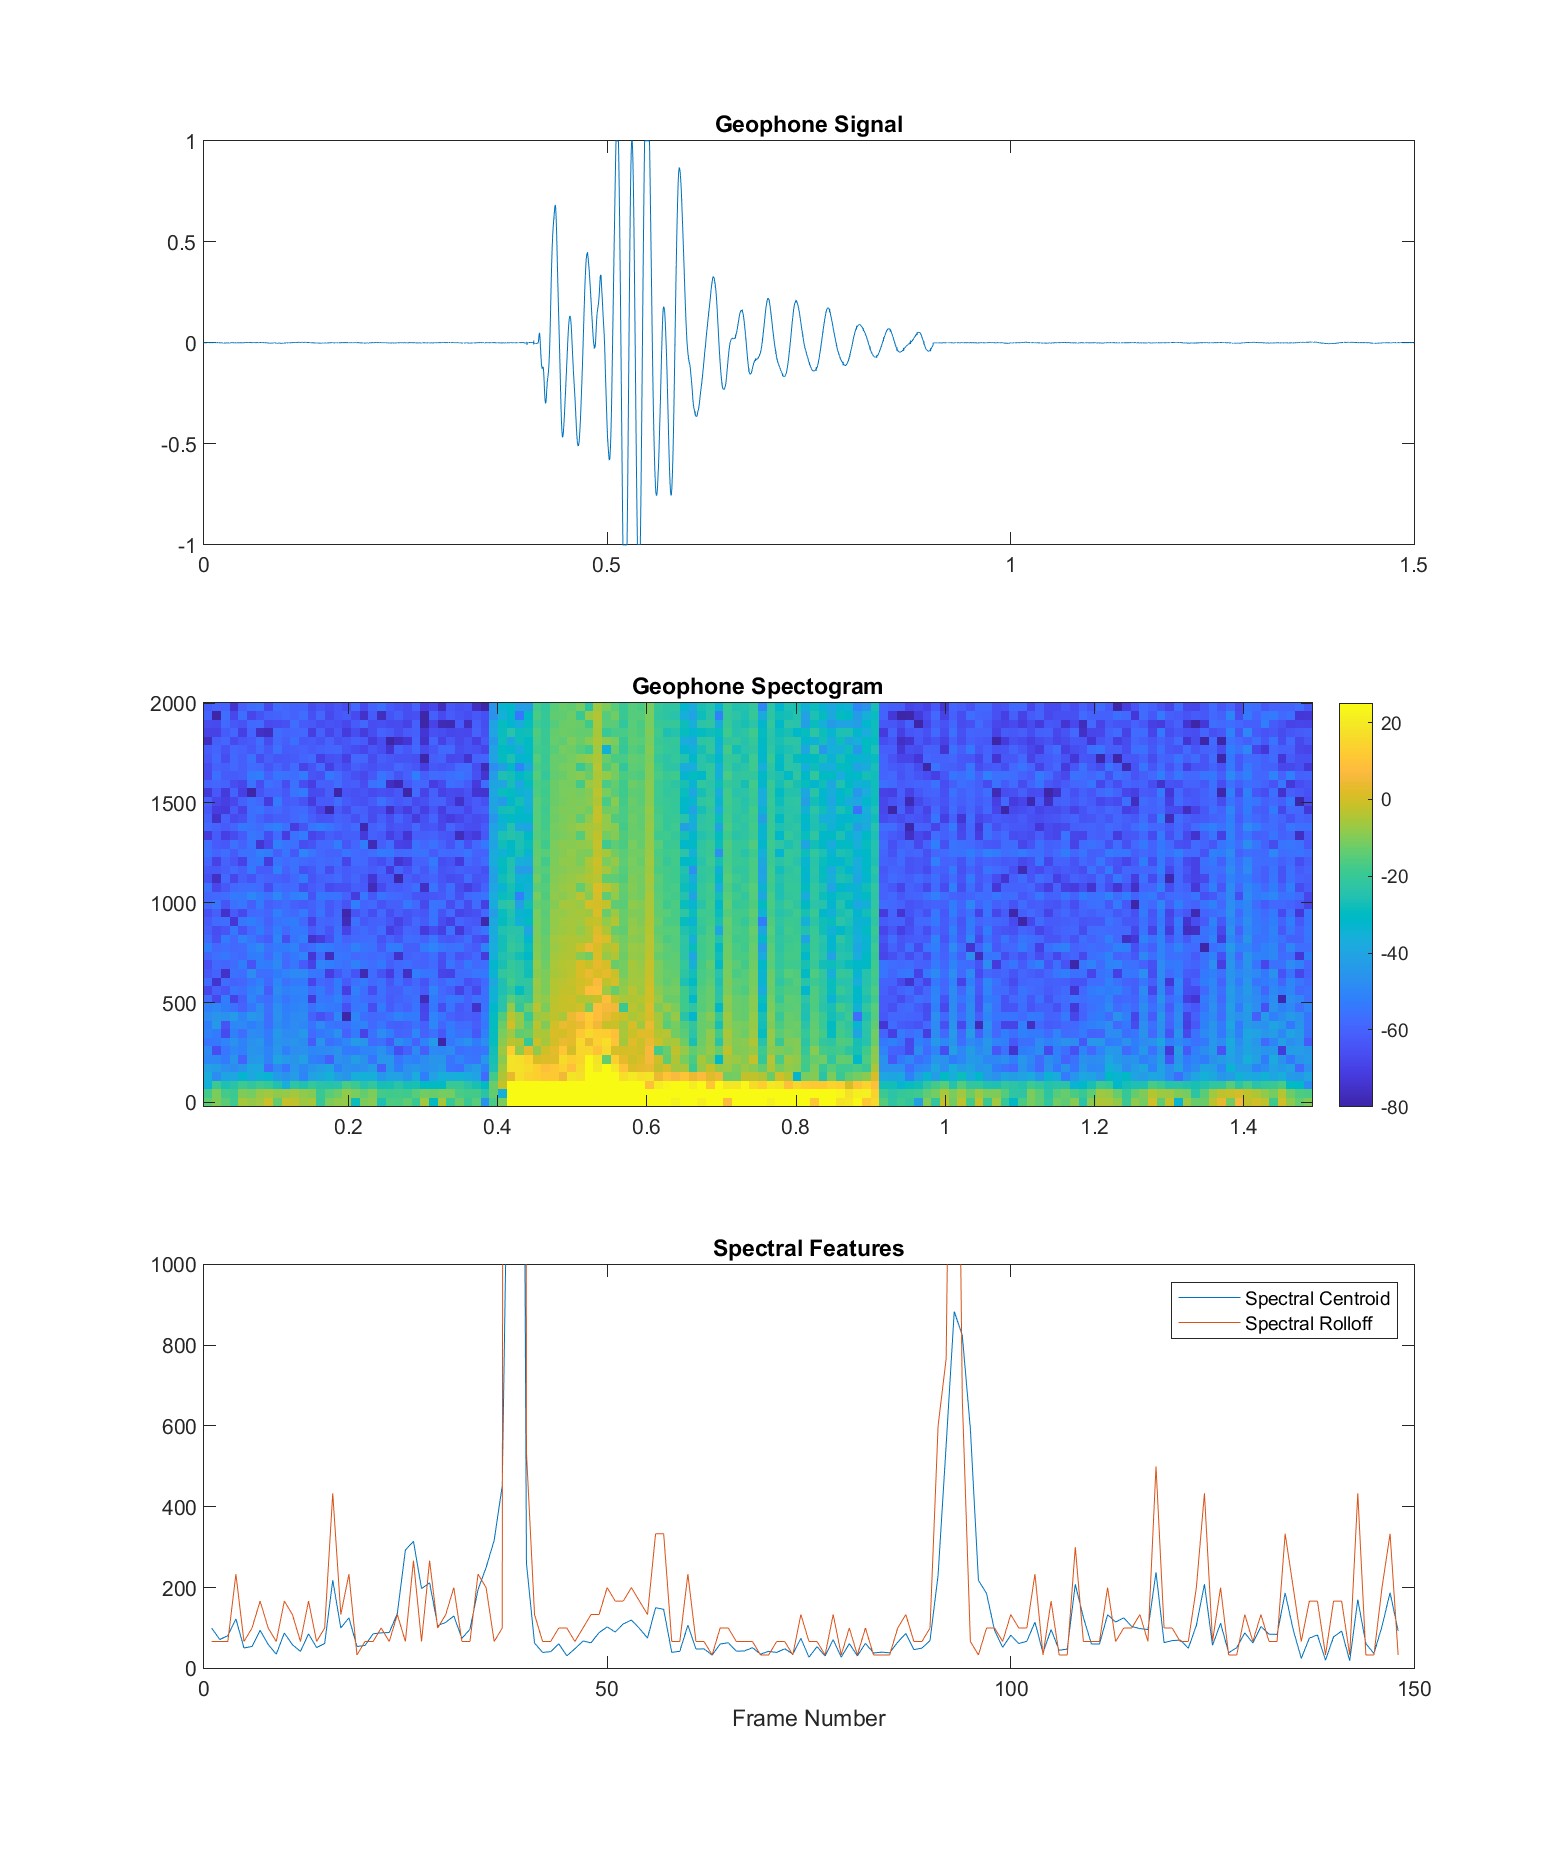 Geophone Signal
1
0.5
0
-0.5
-1
0 0.5 1 1.5
Geophone Spectogram
2000
1500
1000
500
0
0.2 0.4 0.6 0.8 1 1.2 1.4
20
0
-20
-40
-60
-80
Spectral Features
1000
800
600
400
200
0
0 50 100 150
Spectral Centroid
Spectral Rolloff
Frame Number